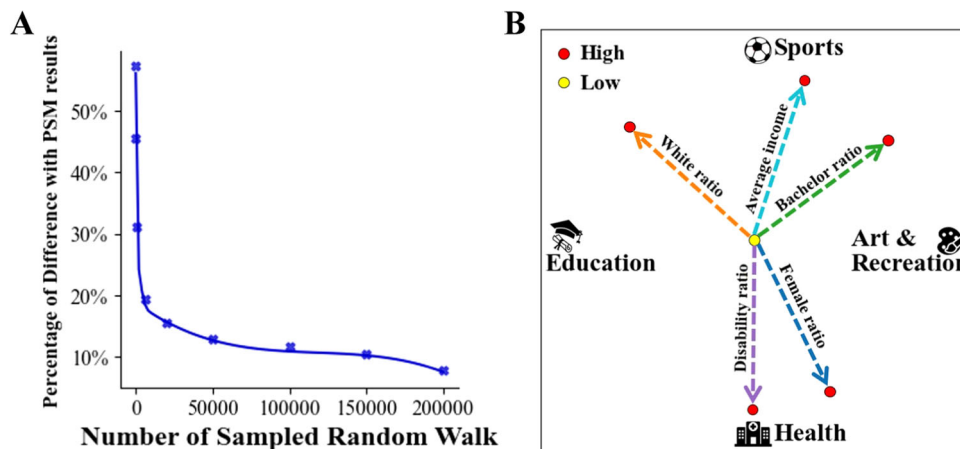 A
Percentage of Difference with PSM results
50%
40%
30%
20%
10%
0
50000
100000
150000
200000
Number of Sampled Random Walk
B
High
Low
Sports
White ratio
Average income
Bachelor ratio
Education
Art &
Recreation
Disability ratio
Female ratio
Health